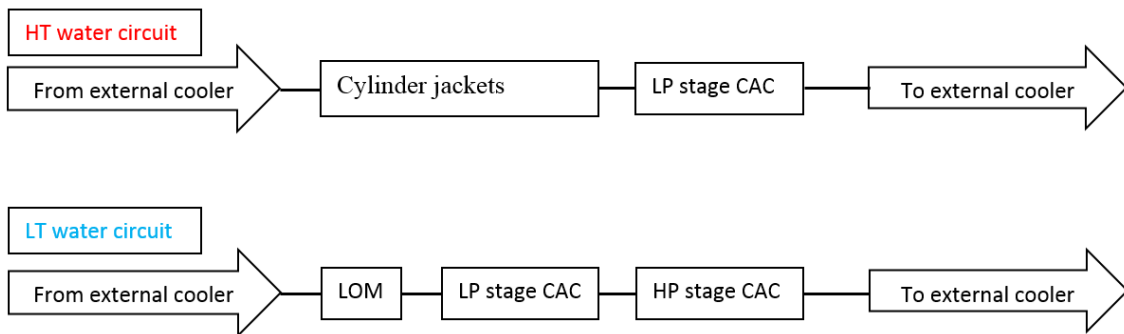 HT water circuit
From external cooler
Cylinder jackets
LP stage CAC
To external cooler
LT water circuit
From external cooler
LOM
LP stage CAC
HP stage CAC
To external cooler